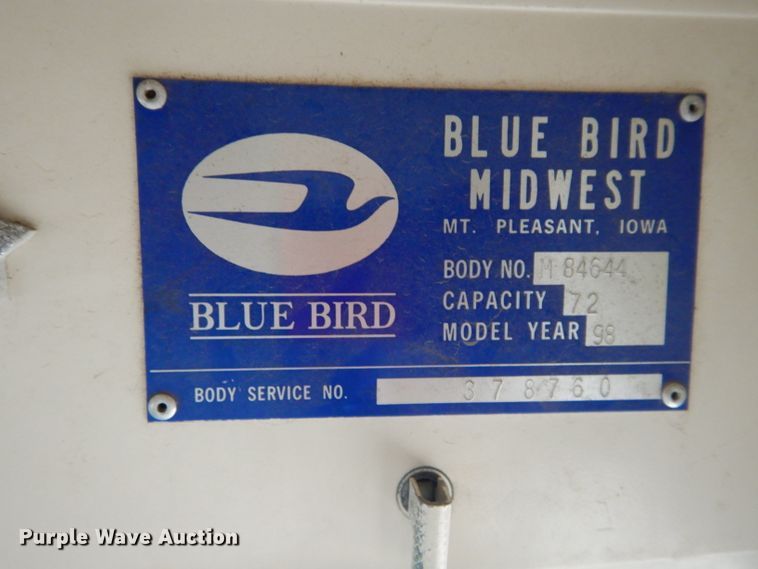 BLUE BIRD
MIDWEST
MT. PLEASANT, IOWA
BODY NO. M 84644
CAPACITY 72
MODEL YEAR 98
BLUE BIRD
BODY SERVICE NO. 378760
Purple Wave Auction